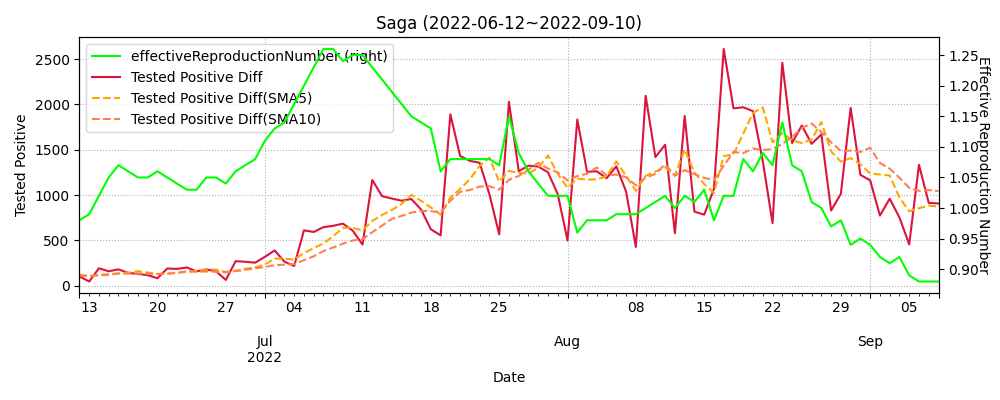 Saga (2022-06-12~2022-09-10)
effectiveReproductionNumber (right)
Tested Positive Diff
Tested Positive Diff(SMA5)
Tested Positive Diff(SMA10)
Tested Positive
2500
2000
1500
1000
500
0
1.25
1.20
1.15
1.10
1.05
1.00
0.95
0.90
Effective Reproduction Number
13 20 27 04 11 18 25 08 15 22 29 05
Jul Aug Sep
2022
Date